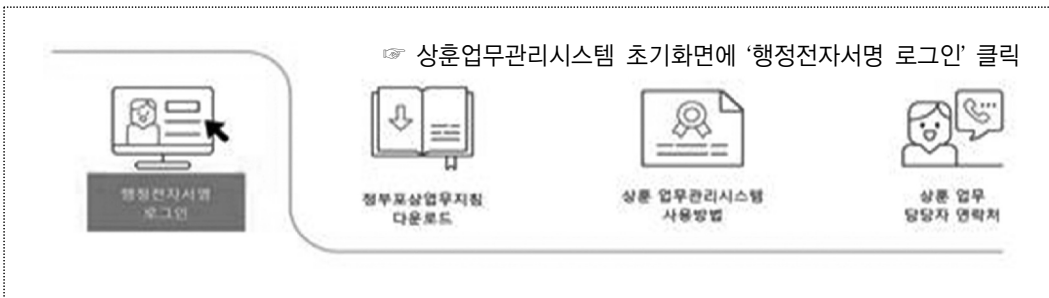 ☞ 상훈업무관리시스템 초기화면에 ‘행정전자서명 로그인’ 클릭
행정전자서명
로그인
정부포상업무지침
다운로드
상훈 업무관리시스템
사용방법
상훈 업무
담당자 연락처